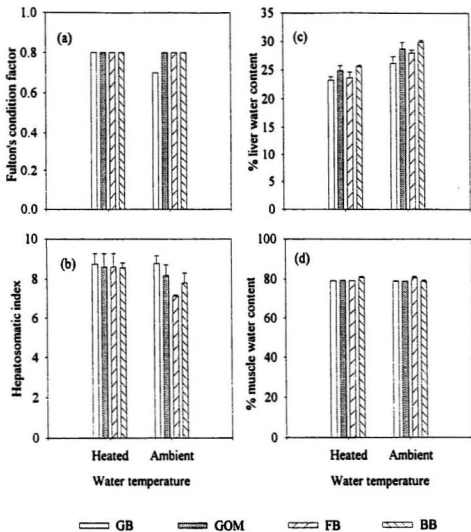 (a)
Fulton's condition factor
1.0
0.8
0.6
0.4
0.2
0.0
(c)
% liver water content
35
30
25
20
15
10
5
0
(b)
Hepatosomatic index
10
8
6
4
2
0
Heated Ambient
Water temperature
(d)
% muscle water content
100
80
60
40
20
0
Heated Ambient
Water temperature
GB GOM FB BB